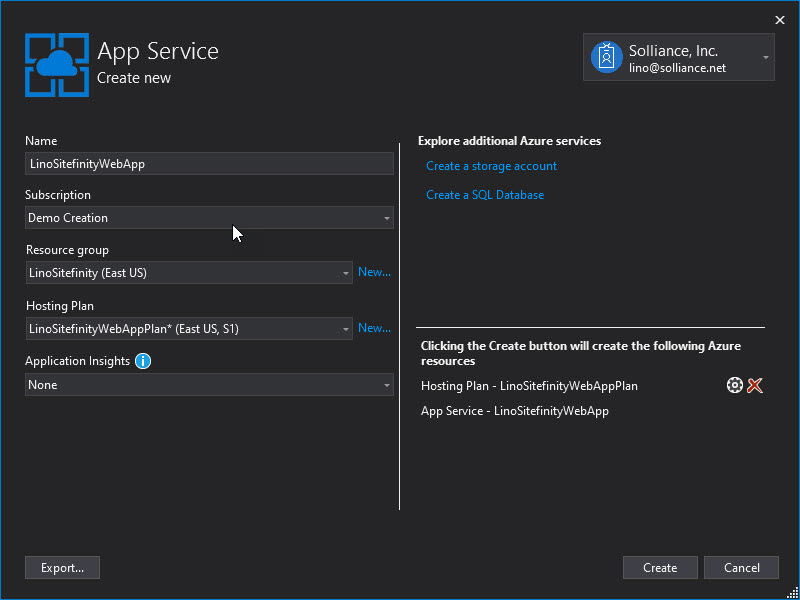 App Service
Create new
Solliance, Inc.
lino@solliance.net
Name
LinoSitefinityWebApp
Subscription
Demo Creation
Resource group
LinoSitefinity (East US)
New...
Hosting Plan
LinoSitefinityWebAppPlan* (East US, S1)
New...
Application Insights
None
Explore additional Azure services
Create a storage account
Create a SQL Database
Clicking the Create button will create the following Azure
resources
Hosting Plan - LinoSitefinityWebAppPlan
App Service - LinoSitefinityWebApp
Export...
Create
Cancel